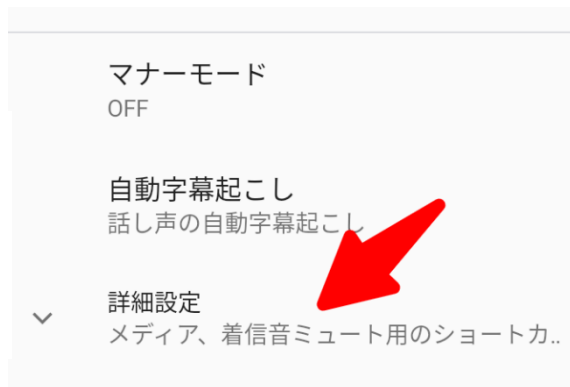 マナーモード
OFF
自動字幕起こし
話し声の自動字幕起こし
詳細設定
メディア、着信音ミュート用のショートカ..